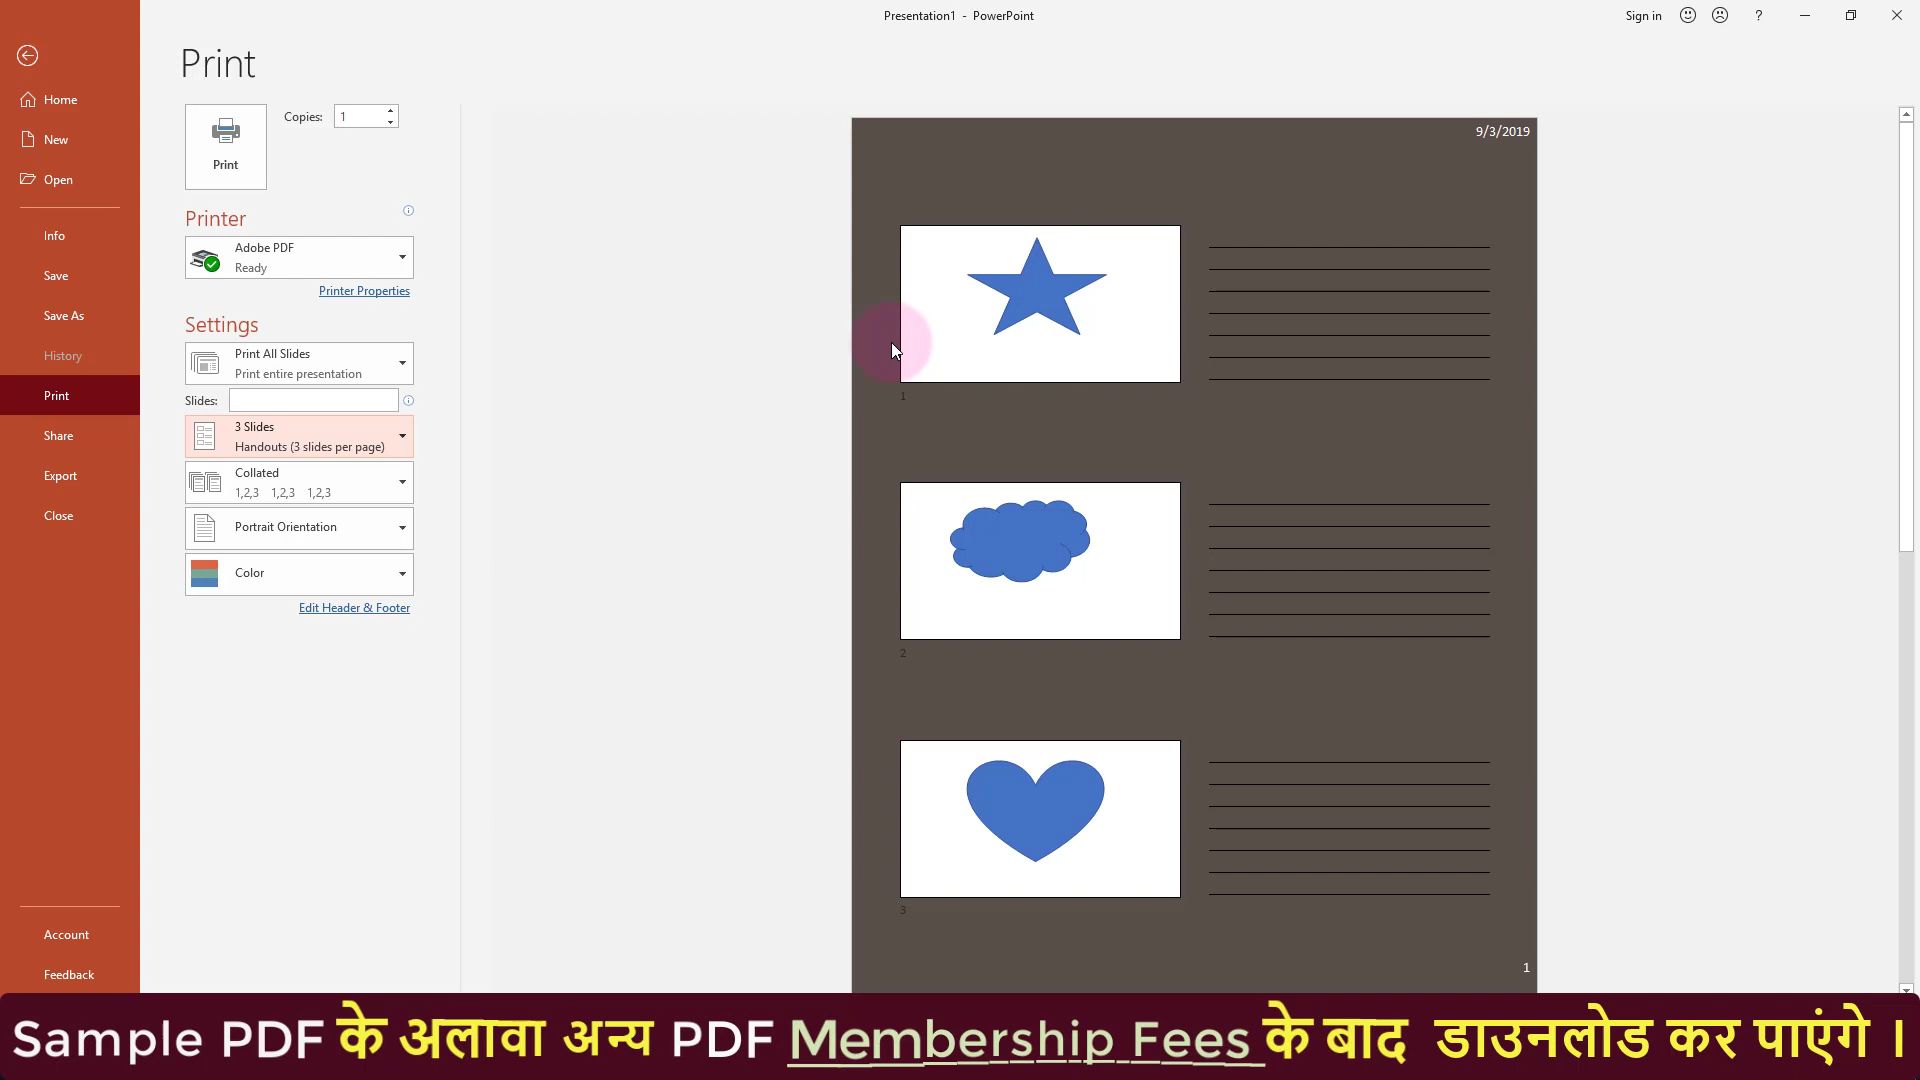 Presentation1 - PowerPoint
Sign in
?
Print
Home
New
Open
Info
Save
Save As
History
Print
Share
Export
Close
Account
Feedback
Print
Copies: 1
Printer
Adobe PDF
Ready
Printer Properties
Settings
Print All Slides
Print entire presentation
Slides:
3 Slides
Handouts (3 slides per page)
Collated
1,2,3 1,2,3 1,2,3
Portrait Orientation
Color
Edit Header & Footer
9/3/2019
1
2
3
1
Sample PDF के अलावा अन्य PDF Membership Fees के बाद डाउनलोड कर पाएंगे ।